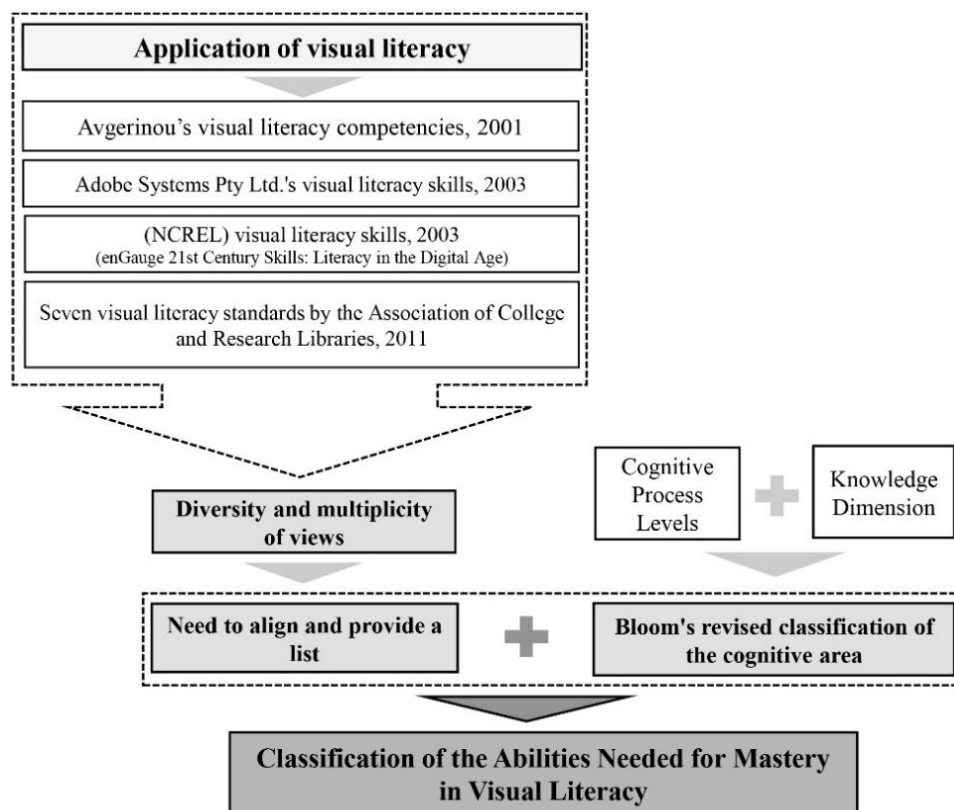 Application of visual literacy
Avgerinou's visual literacy competencies, 2001
Adobe Systems Pty Ltd.'s visual literacy skills, 2003
(NCREL) visual literacy skills, 2003
(enGauge 21st Century Skills: Literacy in the Digital Age)
Seven visual literacy standards by the Association of College
and Research Libraries, 2011
Diversity and multiplicity
of views
Cognitive
Process
Levels
Knowledge
Dimension
Need to align and provide a
list
Bloom's revised classification of
the cognitive area
Classification of the Abilities Needed for Mastery
in Visual Literacy